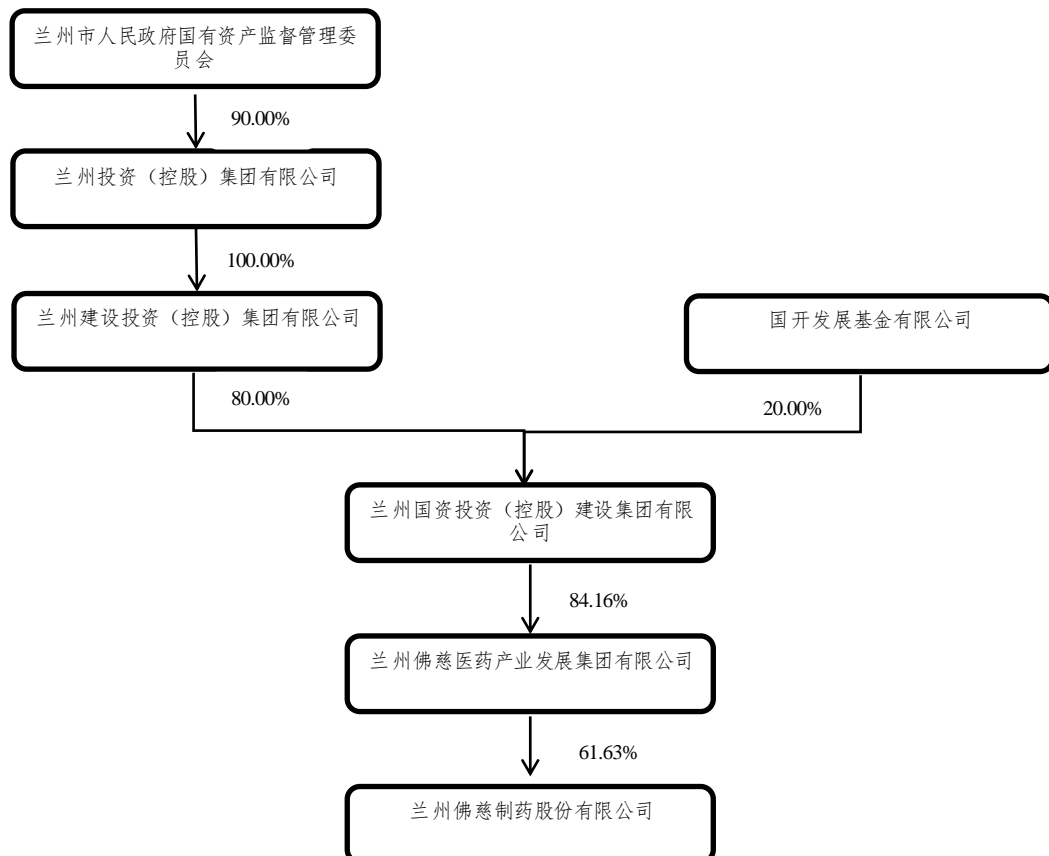 兰州市人民政府国有资产监督管理委
员会
90.00%
兰州投资（控股）集团有限公司
100.00%
兰州建设投资（控股）集团有限公司
国开发展基金有限公司
80.00%
20.00%
兰州国资投资（控股）建设集团有限
公司
84.16%
兰州佛慈医药产业发展集团有限公司
61.63%
兰州佛慈制药股份有限公司